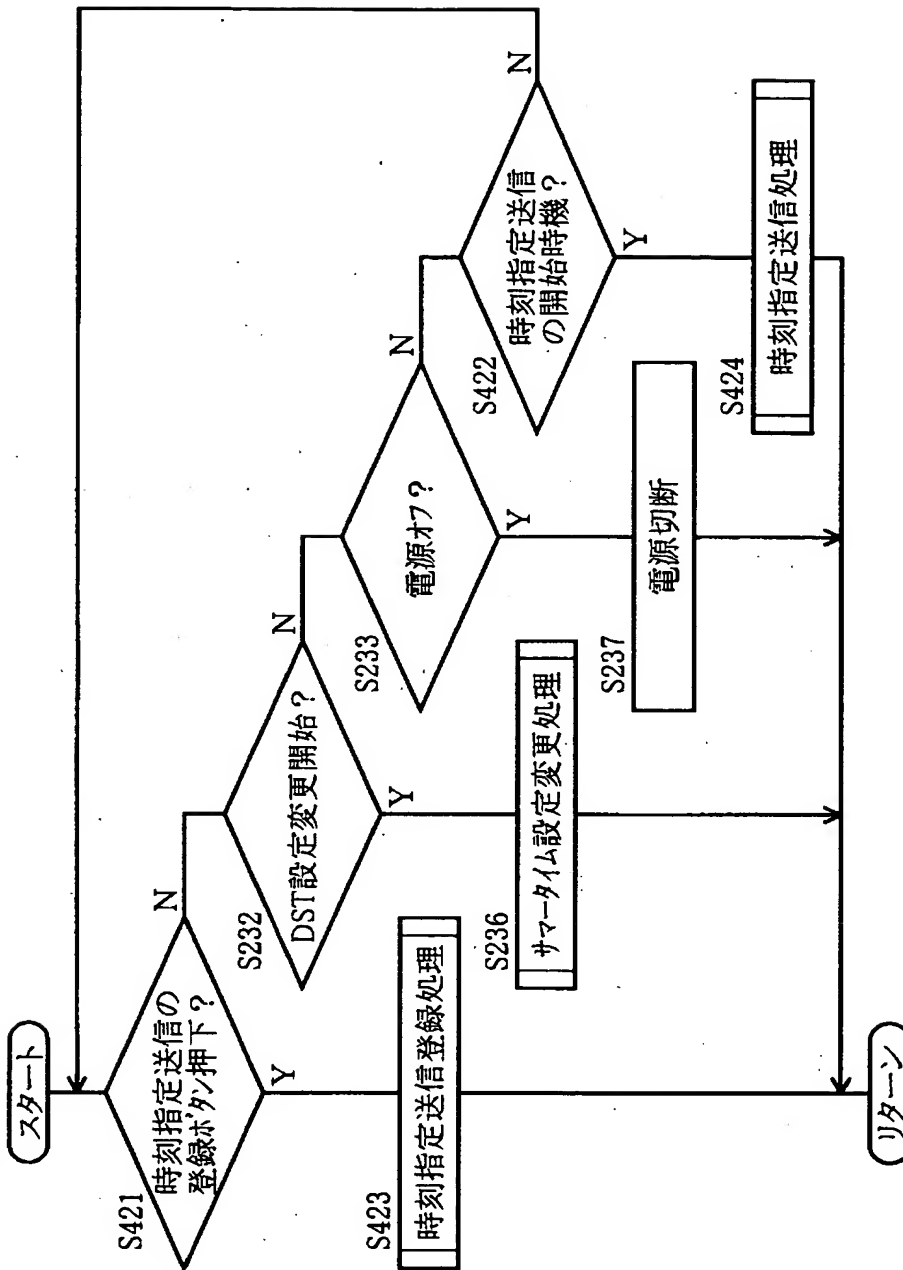 スタート
S421
時刻指定送信の
登録ボタン押下？
N
Y
S423
時刻指定送信登録処理
S232
DST設定変更開始？
N
Y
S236
サマータイム設定変更処理
S233
電源オフ？
N
Y
S237
電源切断
S422
時刻指定送信
の開始時機？
N
Y
S424
時刻指定送信処理
リターン